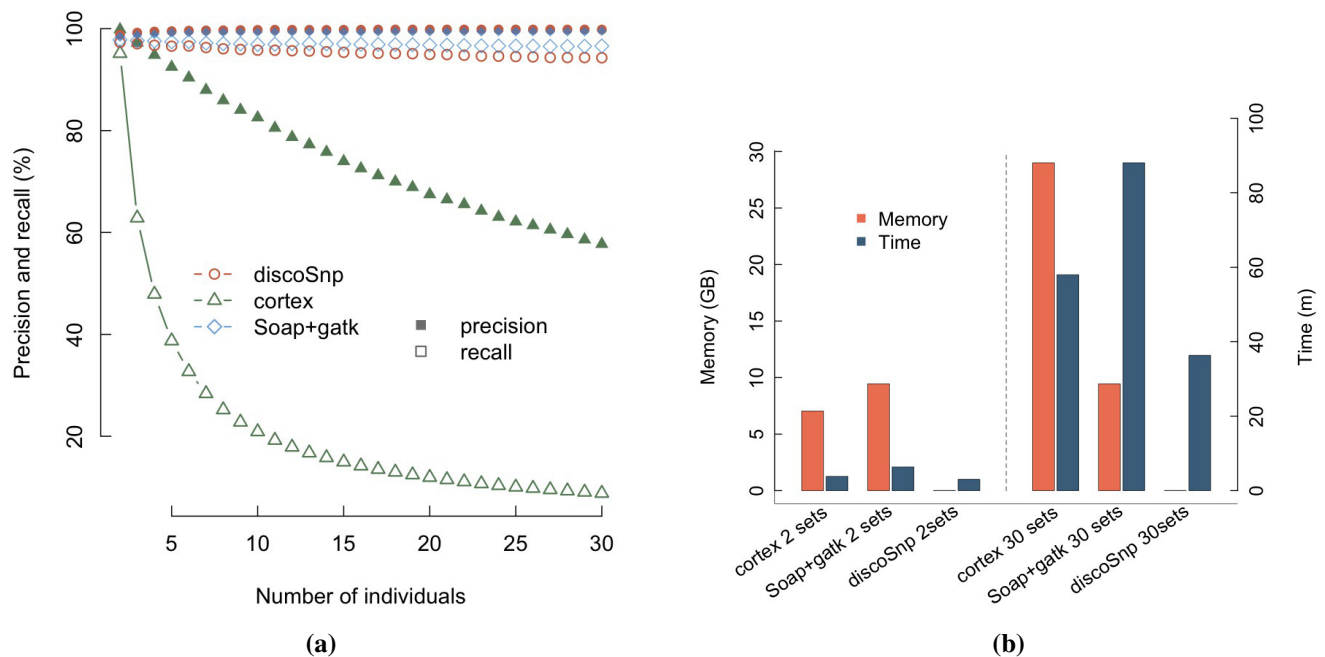 Precision and recall (%)
100
80
60
40
20
discoSnp
cortex
Soap+gatk
precision
recall
5
10
15
20
25
30
Number of individuals
(a)
Memory (GB)
30
25
20
15
10
5
0
Memory
Time
100
80
60
40
20
0
Time (m)
cortex 2 sets
Soap+gatk 2 sets
discoSnp 2sets
cortex 30 sets
Soap+gatk 30 sets
discoSnp 30sets
(b)